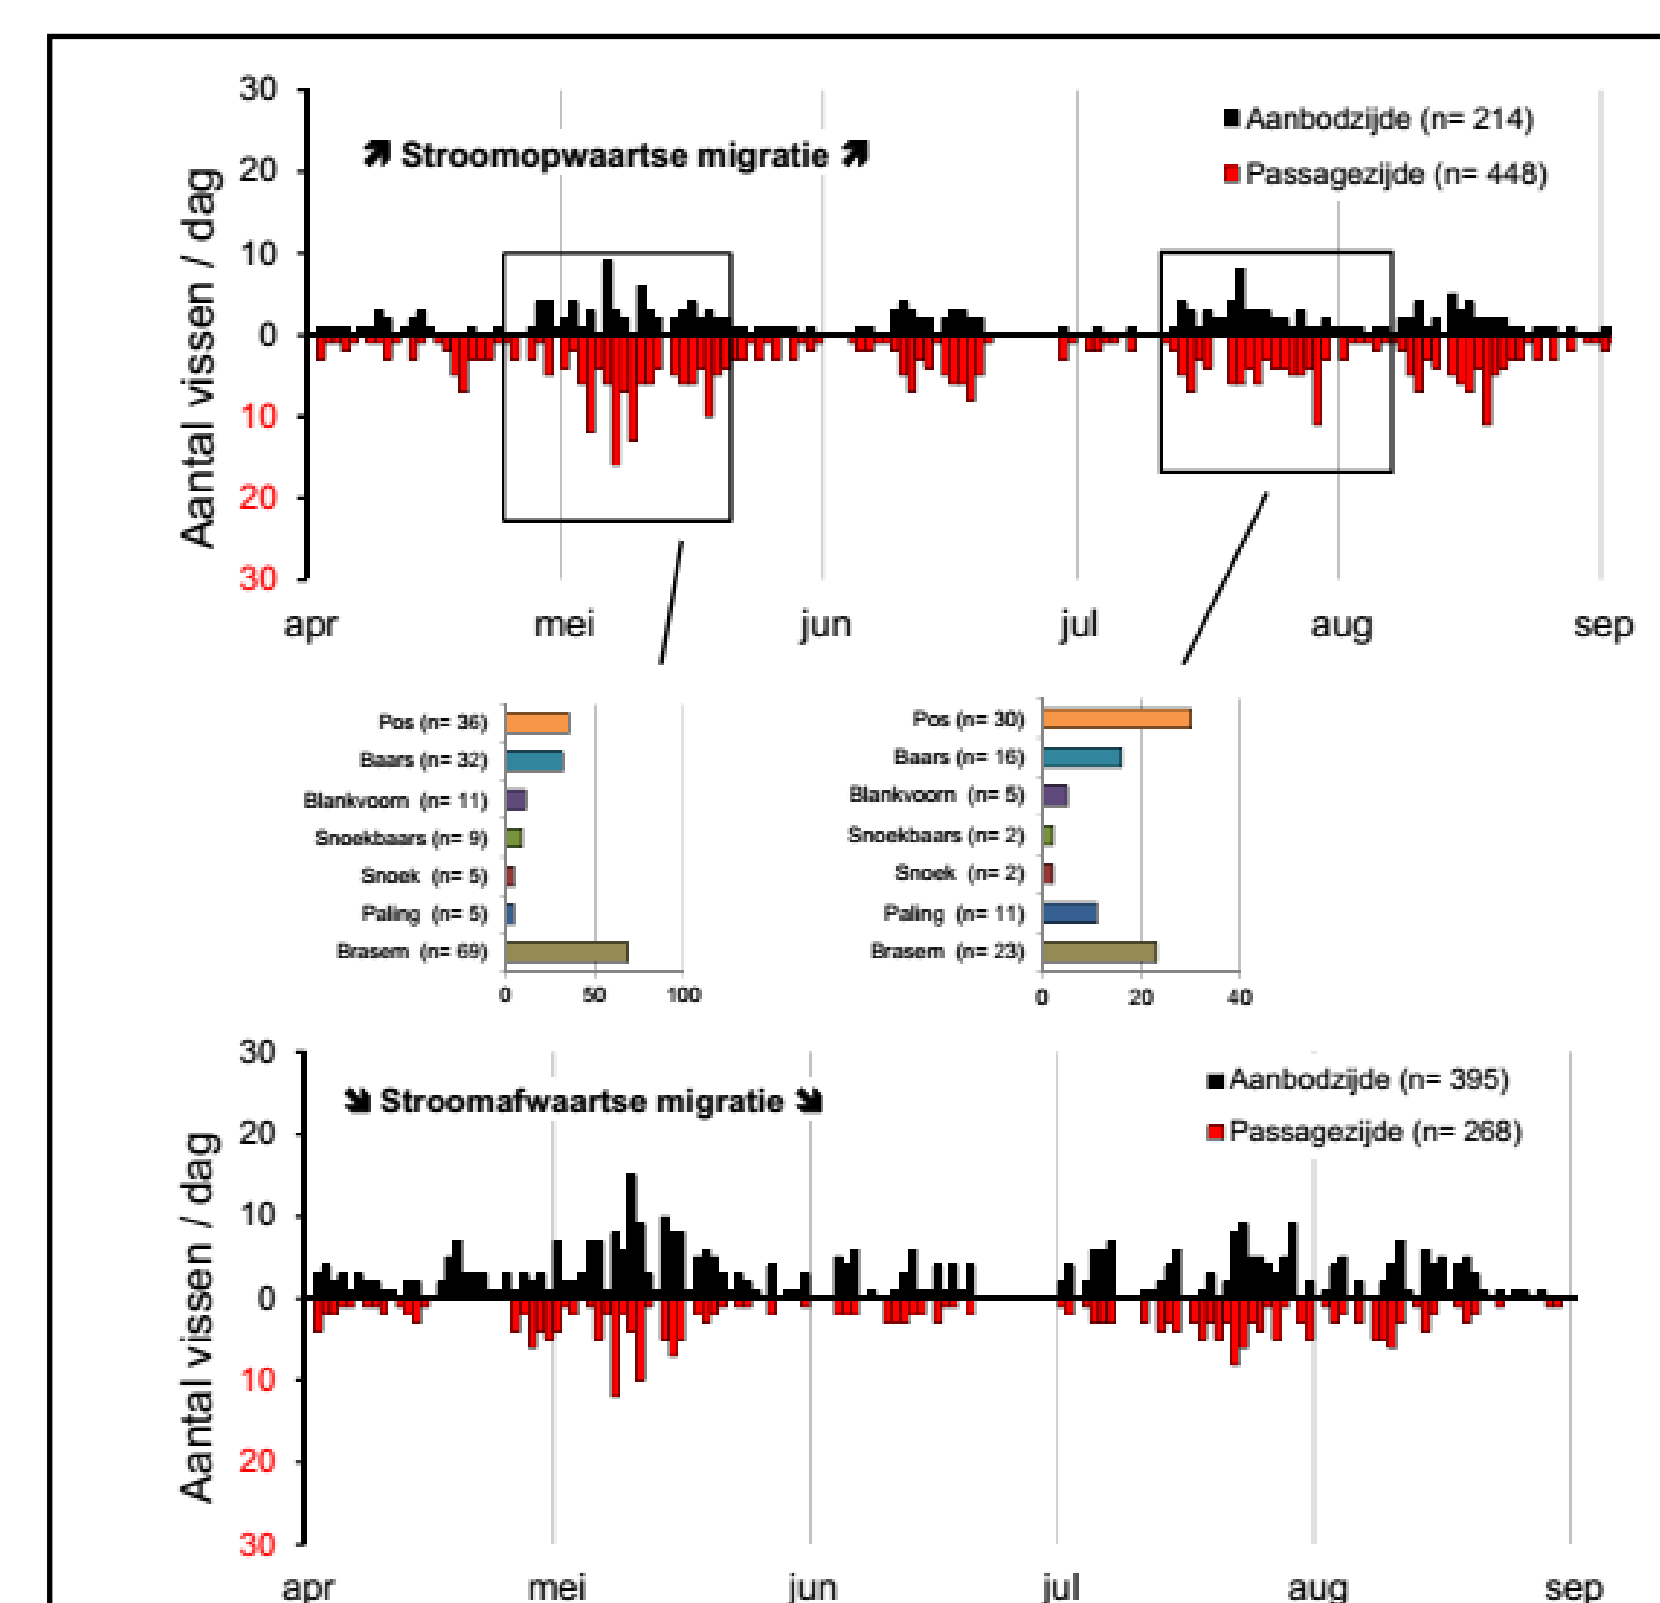 30
Aanbodzijde (n= 214)
Stroomopwaartse migratie
20
Passagezijde (n= 448)
10
0
10
20
30
Aantal vissen / dag
apr mei jun jul aug sep
Pos (n= 36)
Baars (n= 32)
Blankvoorn (n= 11)
Snoekbaars (n= 9)
Snoek (n= 5)
Paling (n= 5)
Brasem (n= 69)
0 50 100
Pos (n= 30)
Baars (n= 16)
Blankvoorn (n= 5)
Snoekbaars (n= 2)
Snoek (n= 2)
Paling (n= 11)
Brasem (n= 23)
0 20 40
30
Aanbodzijde (n= 395)
Stroomafwaartse migratie
20
Passagezijde (n= 268)
10
0
10
20
30
Aantal vissen / dag
apr mei jun jul aug sep